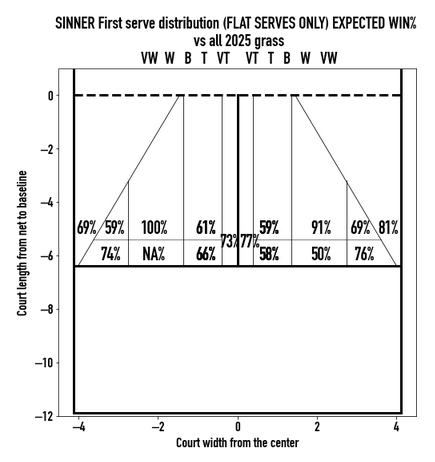 SINNER First serve distribution (FLAT SERVES ONLY) EXPECTED WIN%
vs all 2025 grass
VW W B T VT VT T B W VW
0
−2
−4
69% 59% 100% 61% 59% 91% 69% 81%
73% 77%
−6
74% NA% 66% 58% 50% 76%
−8
−10
−12
−4 −2 0 2 4
Court width from the center
Court length from net to baseline